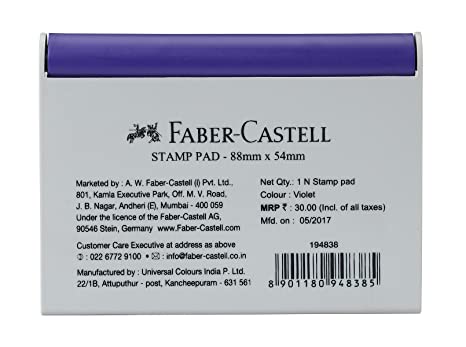 FABER-CASTELL
STAMP PAD - 88mm x 54mm
Marketed by : A. W. Faber-Castell (I) Pvt. Ltd.,
801, Kamla Executive Park, Off. M. V. Road,
J. B. Nagar, Andheri (E), Mumbai - 400 059
Under the licence of the Faber-Castell AG,
90546 Stein, Germany www.Faber-Castell.com
Customer Care Executive at address as above
: 022 6772 9100 • : info@faber-castell.co.in
Manufactured by : Universal Colours India P. Ltd.
22/1B, Attuputhur - post, Kancheepuram - 631 561
Net Qty.: 1 N Stamp pad
Colour : Violet
MRP ₹ : 30.00 (Incl. of all taxes)
Mfd. on : 05/2017
194838
8 901180 948385